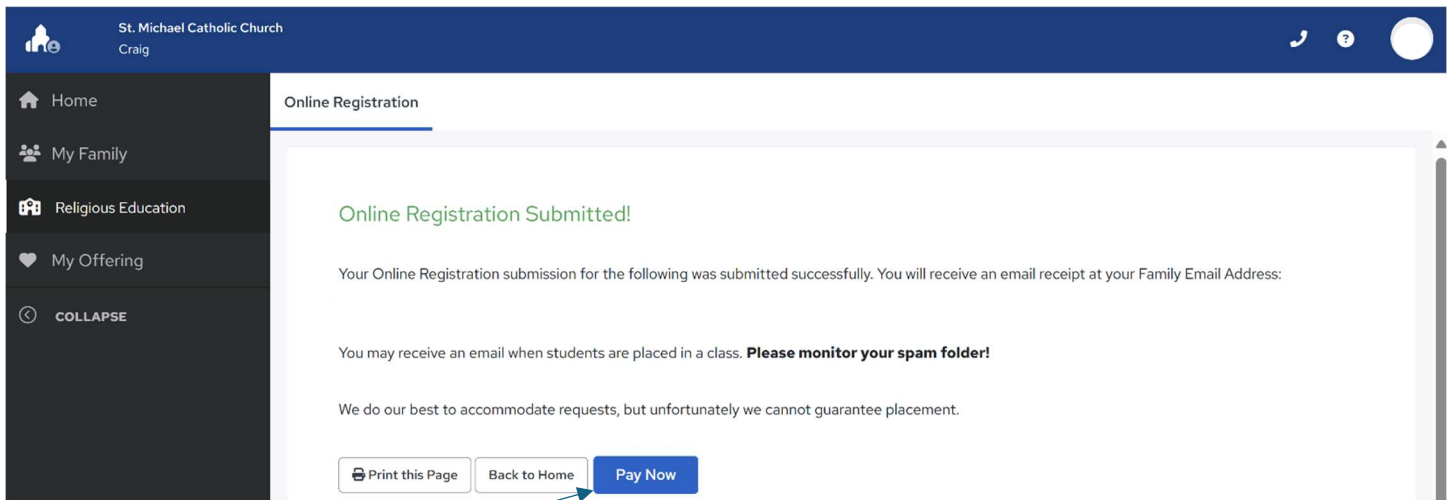 St. Michael Catholic Church
Craig
Home
My Family
Religious Education
My Offering
COLLAPSE
Online Registration
Online Registration Submitted!
Your Online Registration submission for the following was submitted successfully. You will receive an email receipt at your Family Email Address:
You may receive an email when students are placed in a class. Please monitor your spam folder!
We do our best to accommodate requests, but unfortunately we cannot guarantee placement.
Print this Page Back to Home Pay Now